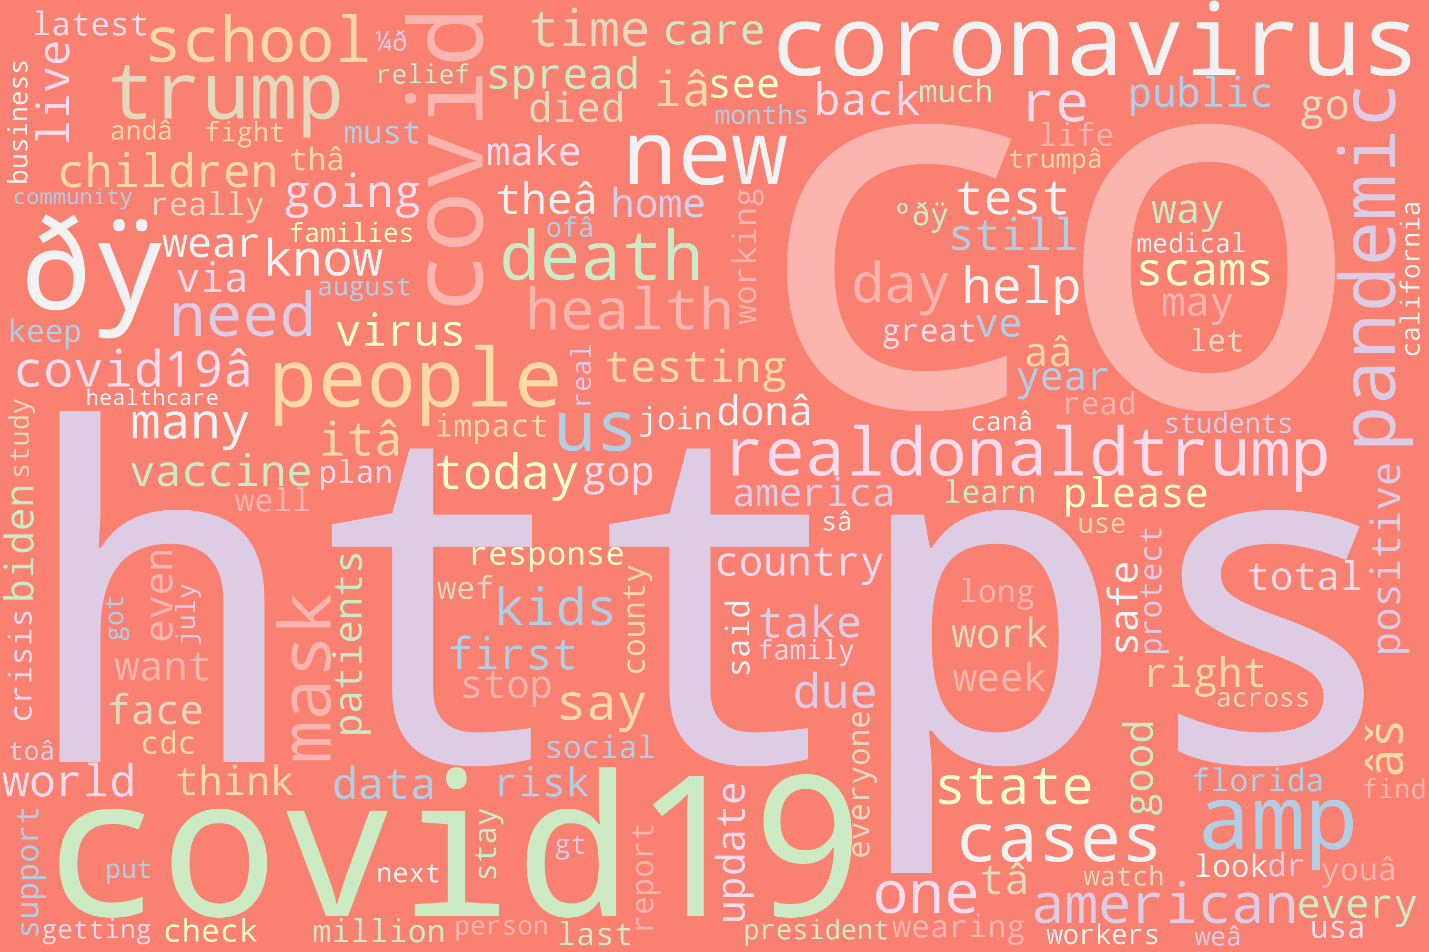 latest
school
¼ð
time
care
coronavirus
live
trump
relief
covid
spread
see
died
iâ
months
back
much
re
public
go
business
andâ
fight
must
new
life
pandemic
children
thâ
make
trumpâ
community
really
going
theâ
home
test
way
ðÿ
wear
families
ofâ
ºðÿ
still
medical
via
know
death
working
co
scams
need
august
health
day
help
may
california
keep
virus
great
ve
let
covid19â
people
real
testing
aâ
year
healthcare
many
itâ
impact
us
join
donâ
read
canâ
students
study
vaccine
plan
today
gop
realdonaldtrump
well
america
learn
please
https
biden
response
sâ
use
positive
patients
wef
country
total
even
kids
county
said
take
long
safe
protect
got
july
first
family
work
crisis
want
mask
stop
say
due
week
right
face
across
cdc
social
everyone
toâ
âš
world
think
data
risk
state
good
florida
find
covid19
update
amp
support
stay
report
cases
put
next
gt
one
tâ
watch
look
dr
youâ
getting
check
million
person
last
president
wearing
american
workers
weâ
every
usa